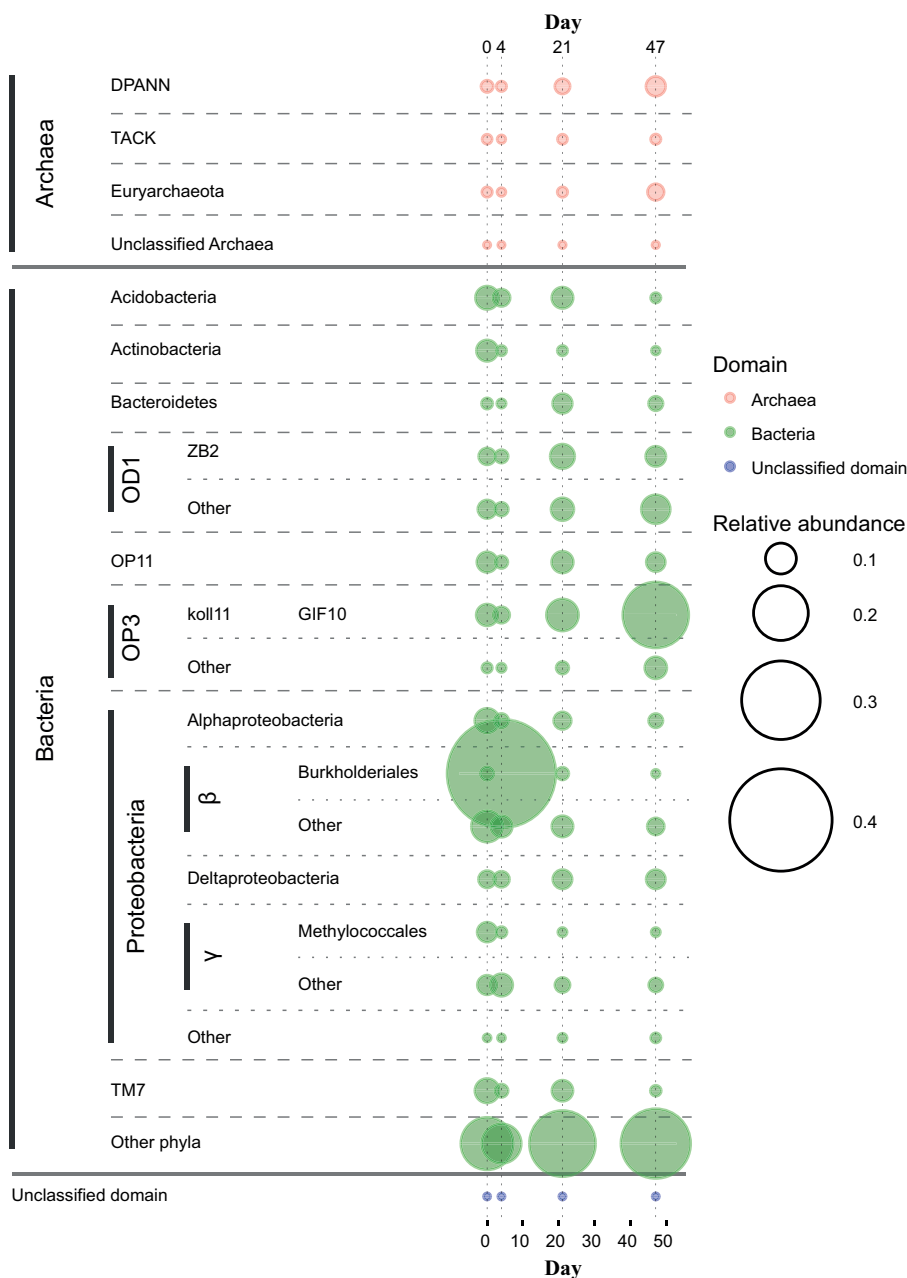 Day
0 4 21 47
Archaea
DPANN
TACK
Euryarchaeota
Unclassified Archaea
Bacteria
Acidobacteria
Actinobacteria
Bacteroidetes
OD1
ZB2
Other
OP11
OP3
koll11 GIF10
Other
Proteobacteria
Alphaproteobacteria
β
Burkholderiales
Other
Deltaproteobacteria
γ
Methylococcales
Other
Other
TM7
Other phyla
Unclassified domain
0 10 20 30 40 50
Day
Domain
Archaea
Bacteria
Unclassified domain
Relative abundance
0.1
0.2
0.3
0.4